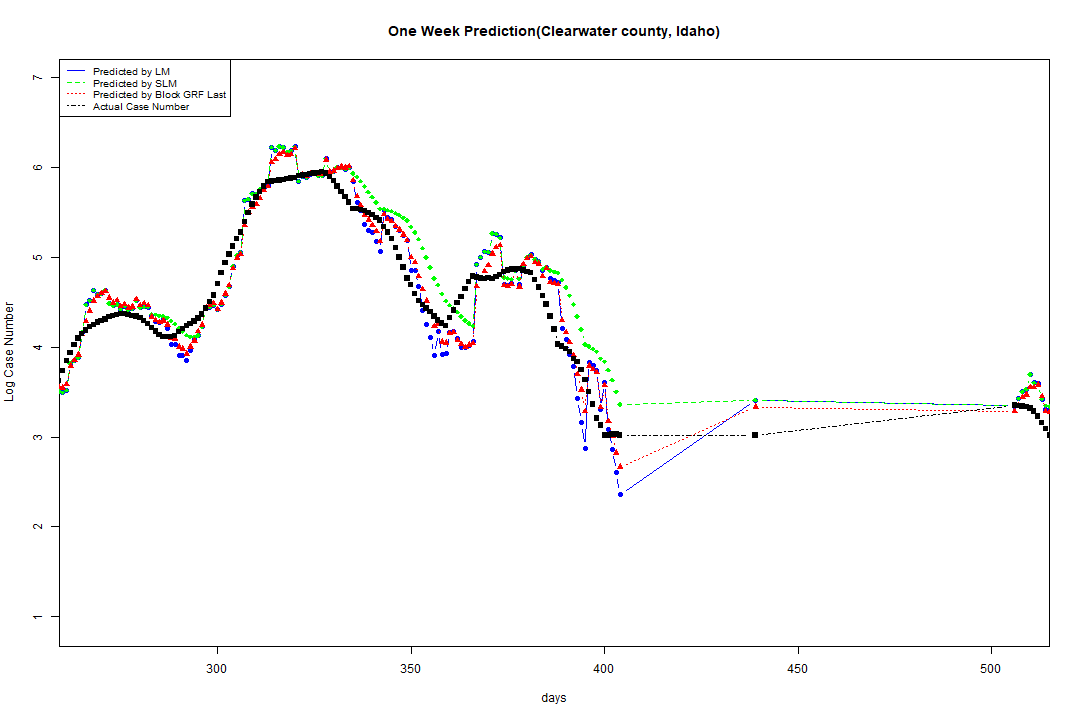 One Week Prediction(Clearwater county, Idaho)
Predicted by LM
Predicted by SLM
Predicted by Block GRF Last
Actual Case Number
7
6
5
4
3
2
1
Log Case Number
300
350
400
450
500
days